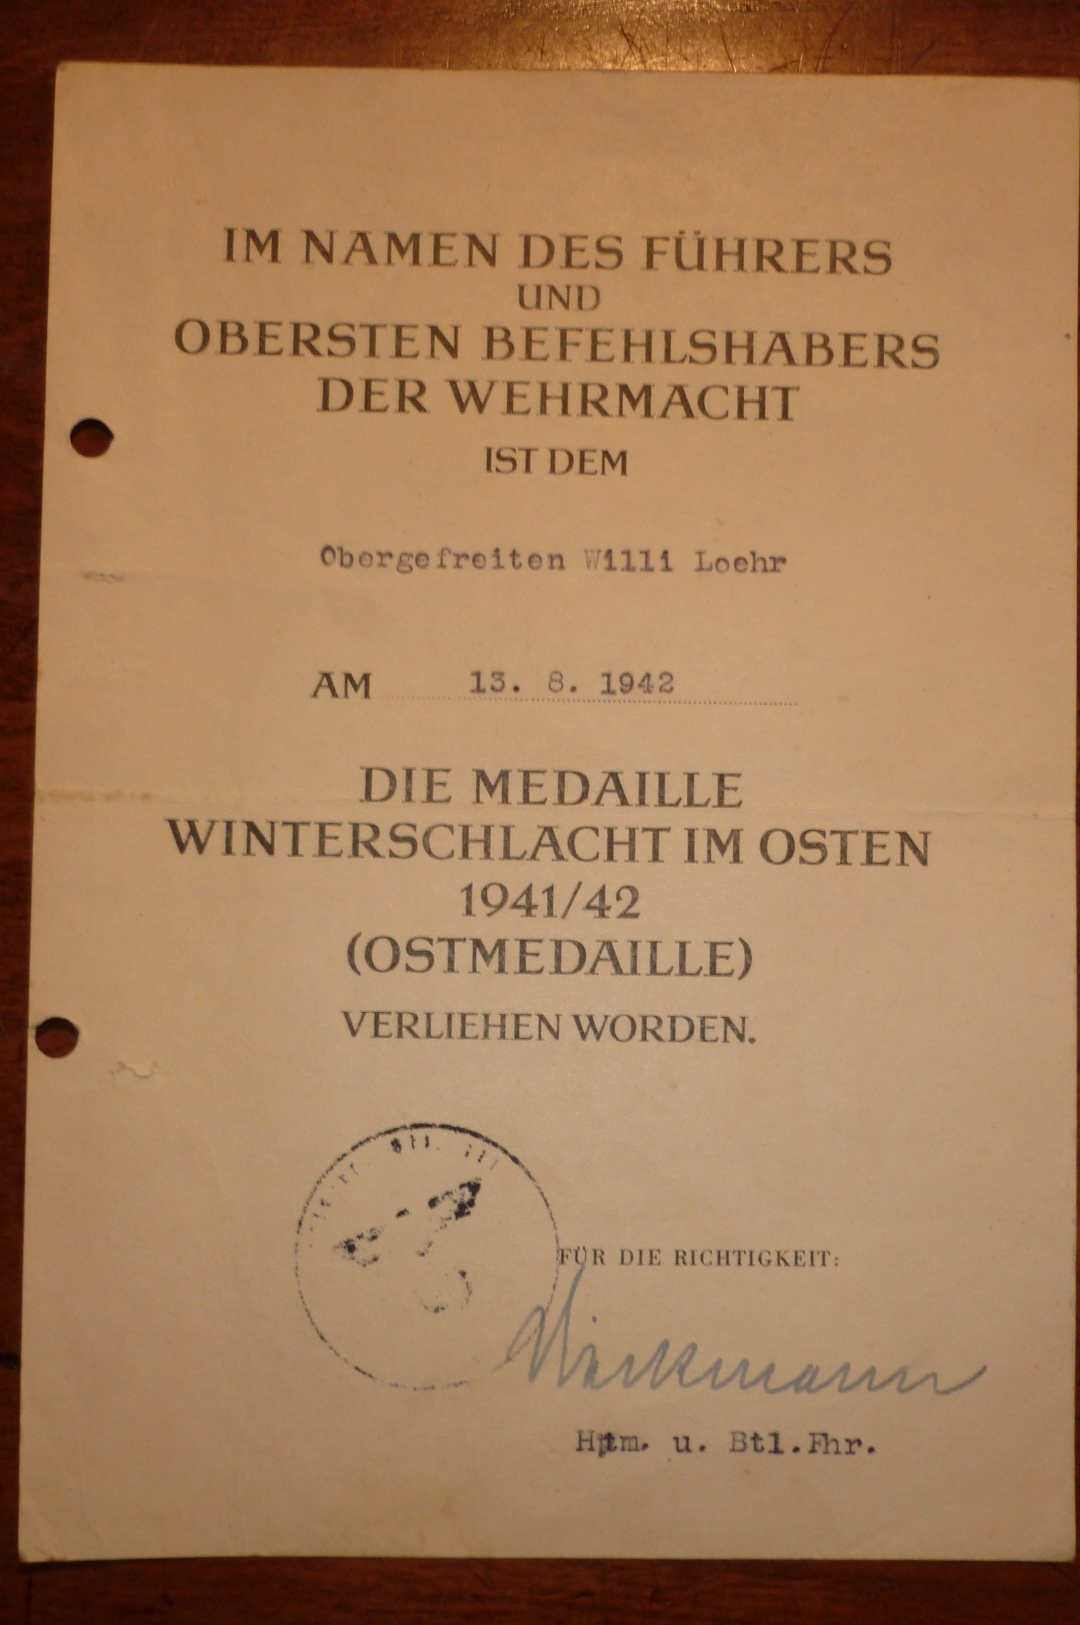 IM NAMEN DES FÜHRERS
UND
OBERSTEN BEFEHLSHABERS
DER WEHRMACHT
IST DEM
Obergefreiten Willi Loehr
AM 13. 8. 1942
DIE MEDAILLE
WINTERSCHLACHT IM OSTEN
1941/42
(OSTMEDAILLE)
VERLIEHEN WORDEN.
FÜR DIE RICHTIGKEIT:
Hptm. u. Btl.Fhr.